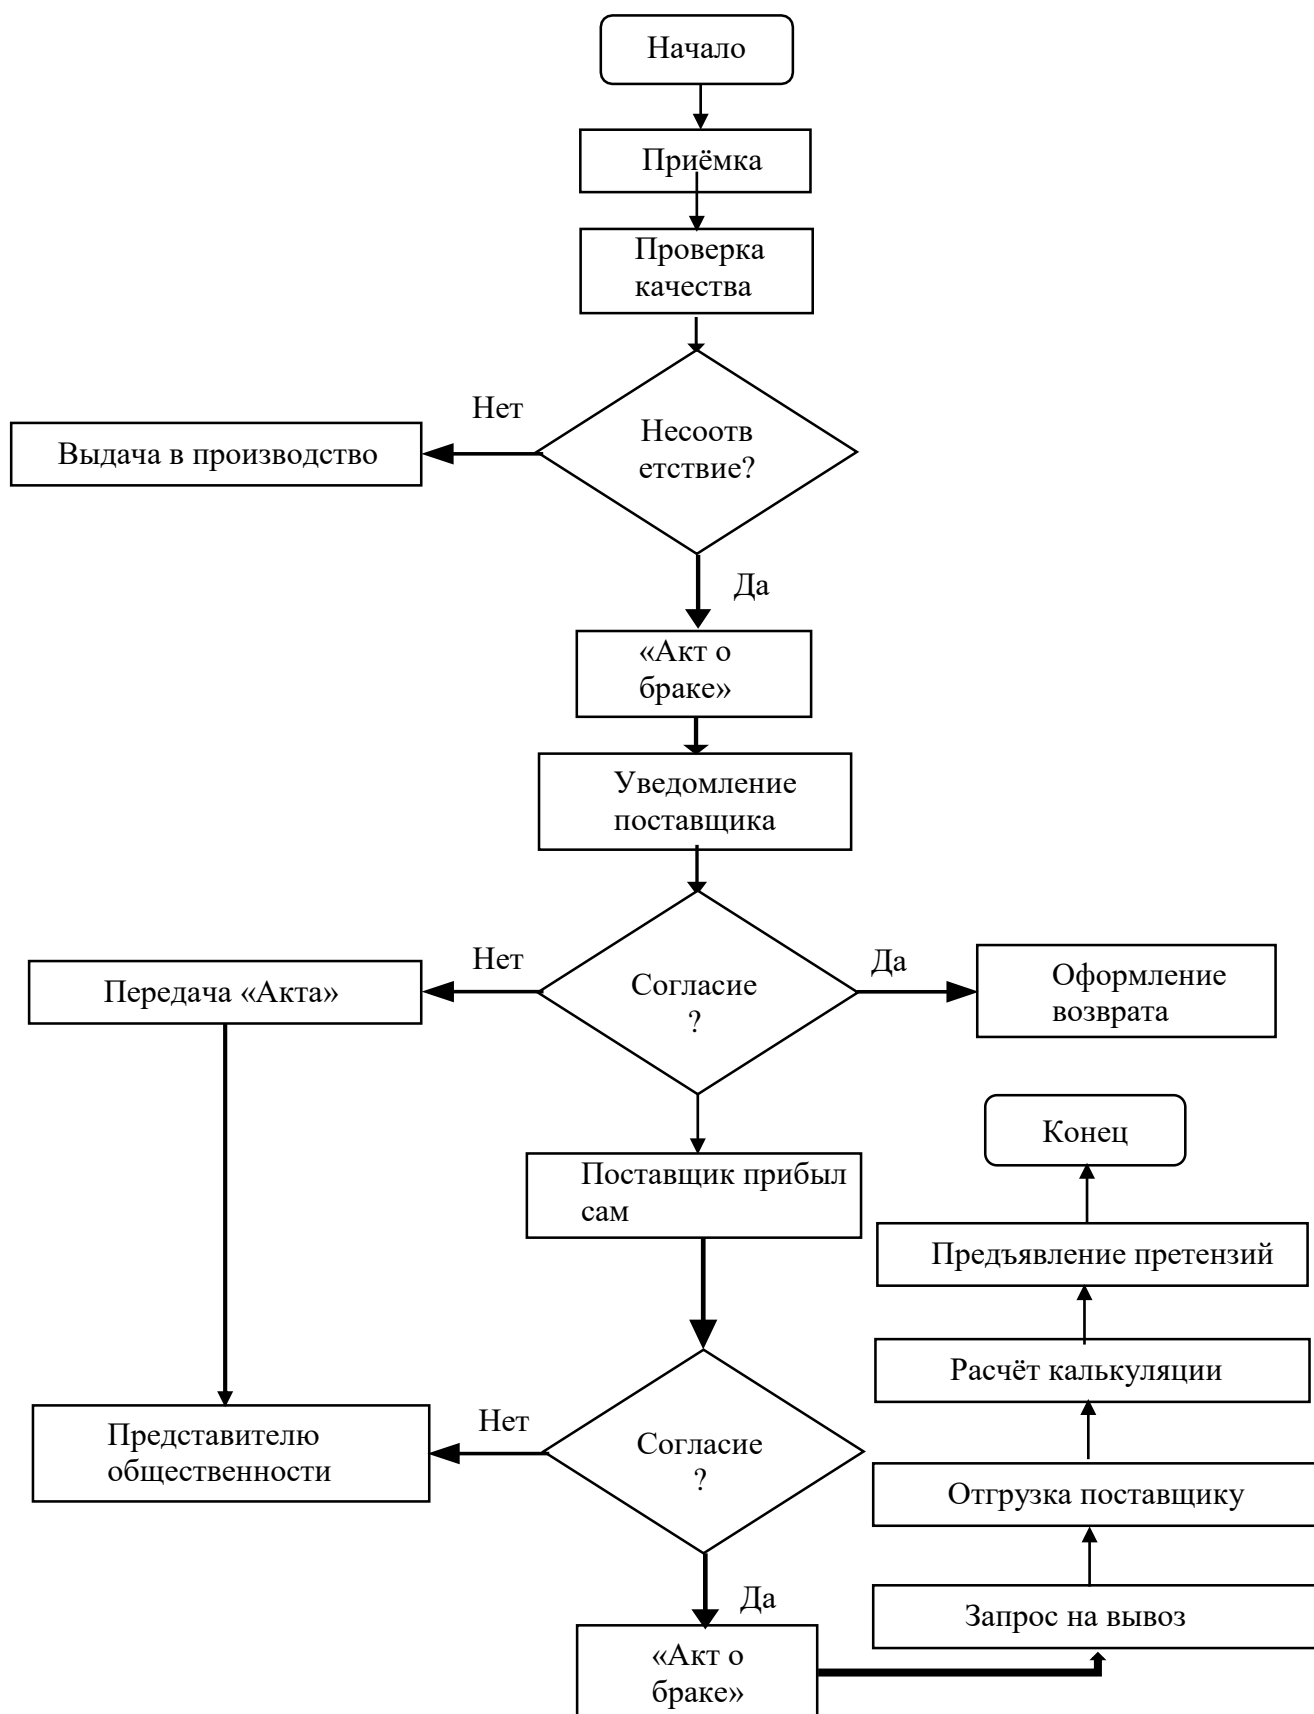 Начало
Приёмка
Проверка
качества
Нет
Несоотв
етствие?
Выдача в производство
Да
«Акт о
браке»
Уведомление
поставщика
Нет
Да
Согласие
?
Передача «Акта»
Оформление
возврата
Конец
Поставщик прибыл
сам
Предъявление претензий
Расчёт калькуляции
Нет
Согласие
?
Представителю
общественности
Отгрузка поставщику
Да
Запрос на вывоз
«Акт о
браке»